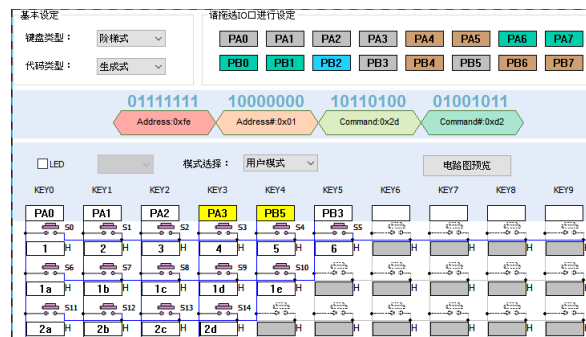 基本设定
请拖选IO口进行设定
键盘类型： 阶梯式
代码类型： 生成式
PA0 PA1 PA2 PA3 PA4 PA5 PA6 PA7
PB0 PB1 PB2 PB3 PB4 PB5 PB6 PB7
01111111 10000000 10110100 01001011
Address:0xfe Address#:0x01 Command:0x2d Command#:0xd2
LED 模式选择： 用户模式 电路图预览
KEY0 KEY1 KEY2 KEY3 KEY4 KEY5 KEY6 KEY7 KEY8 KEY9
PA0 PA1 PA2 PA3 PB5 PB3
S0 S1 S2 S3 S4 S5
1 H 2 H 3 H 4 H 5 H 6 H H H H
S6 S7 S8 S9 S10
1a H 1b H 1c H 1d H 1e H H H H H
S11 S12 S13 S14
2a H 2b H 2c H 2d H H H H H H